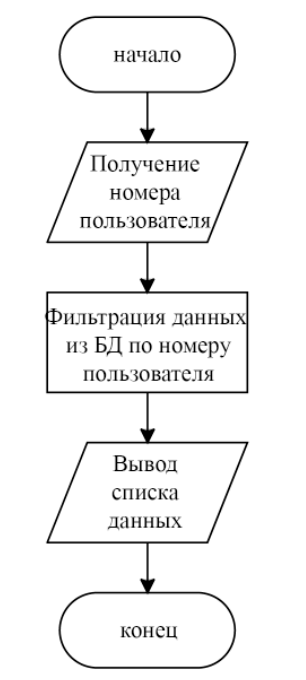 начало
Получение
номера
пользователя
Фильтрация данных
из БД по номеру
пользователя
Вывод
списка
данных
конец